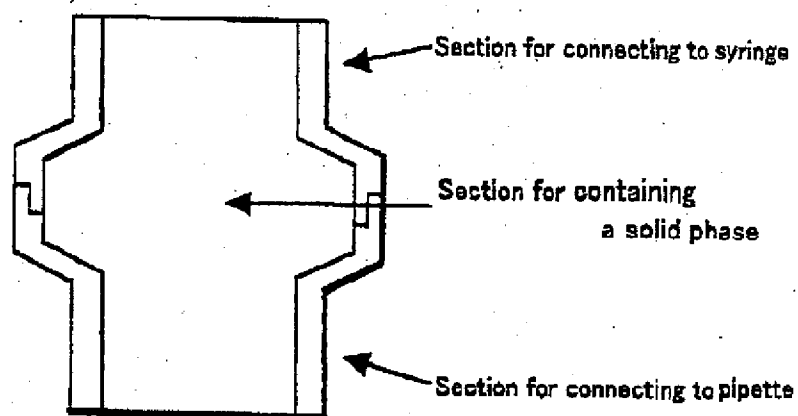 Section for connecting to syringe
Section for containing
a solid phase
Section for connecting to pipette